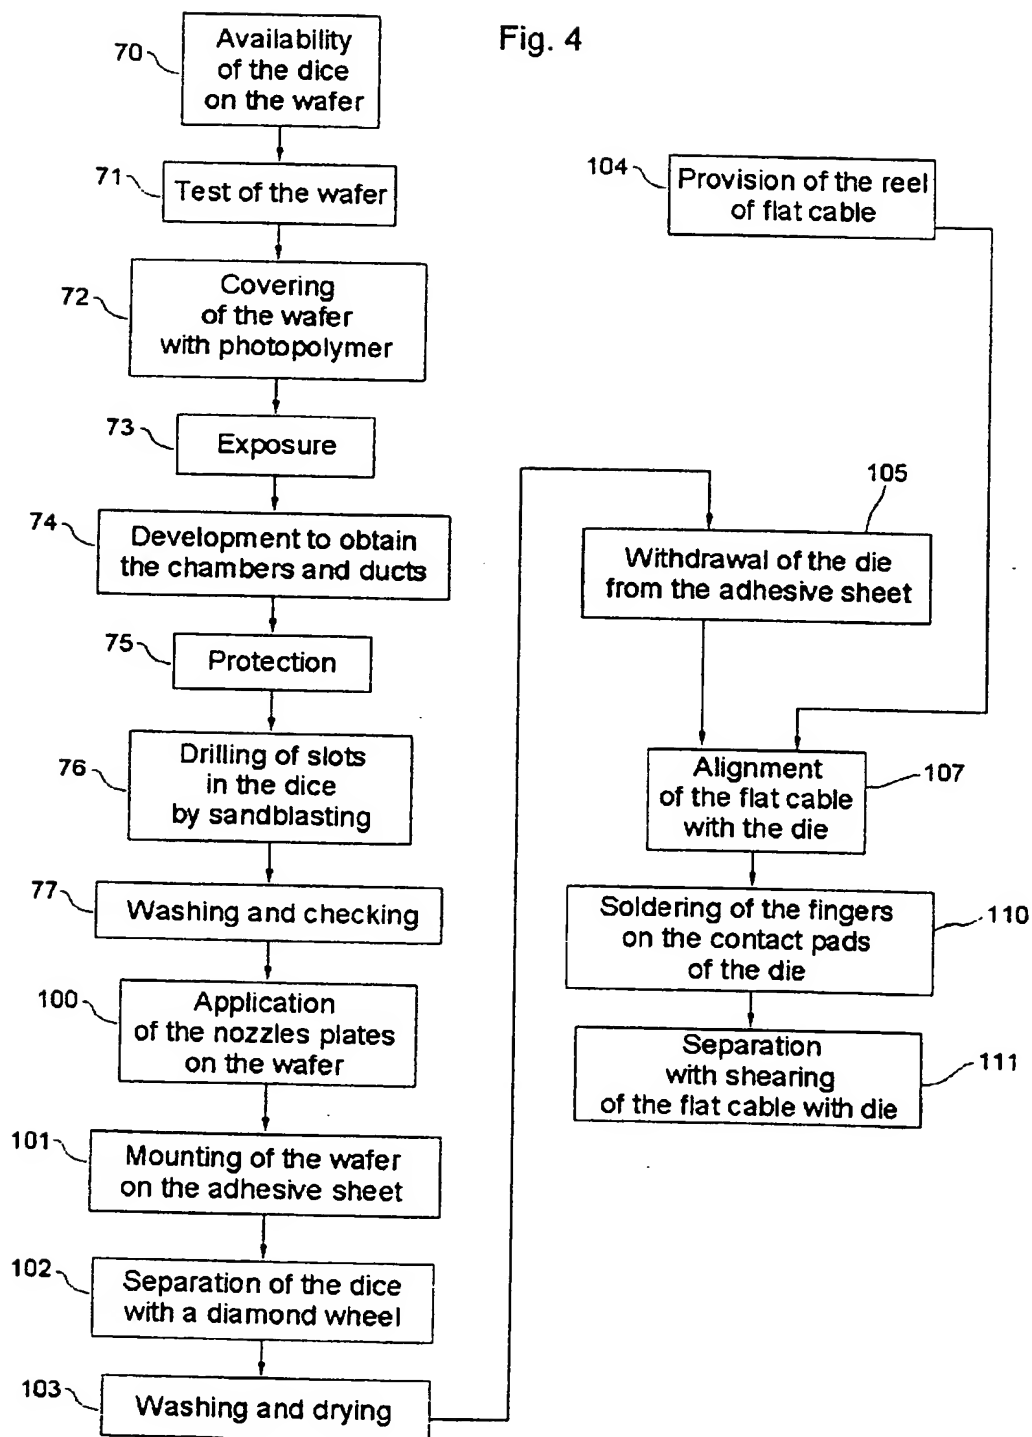 Fig. 4
70
Availability
of the dice
on the wafer
71
Test of the wafer
72
Covering
of the wafer
with photopolymer
73
Exposure
74
Development to obtain
the chambers and ducts
75
Protection
76
Drilling of slots
in the dice
by sandblasting
77
Washing and checking
100
Application
of the nozzles plates
on the wafer
101
Mounting of the wafer
on the adhesive sheet
102
Separation of the dice
with a diamond wheel
103
Washing and drying
104
Provision of the reel
of flat cable
105
Withdrawal of the die
from the adhesive sheet
107
Alignment
of the flat cable
with the die
110
Soldering of the fingers
on the contact pads
of the die
111
Separation
with shearing
of the flat cable with die